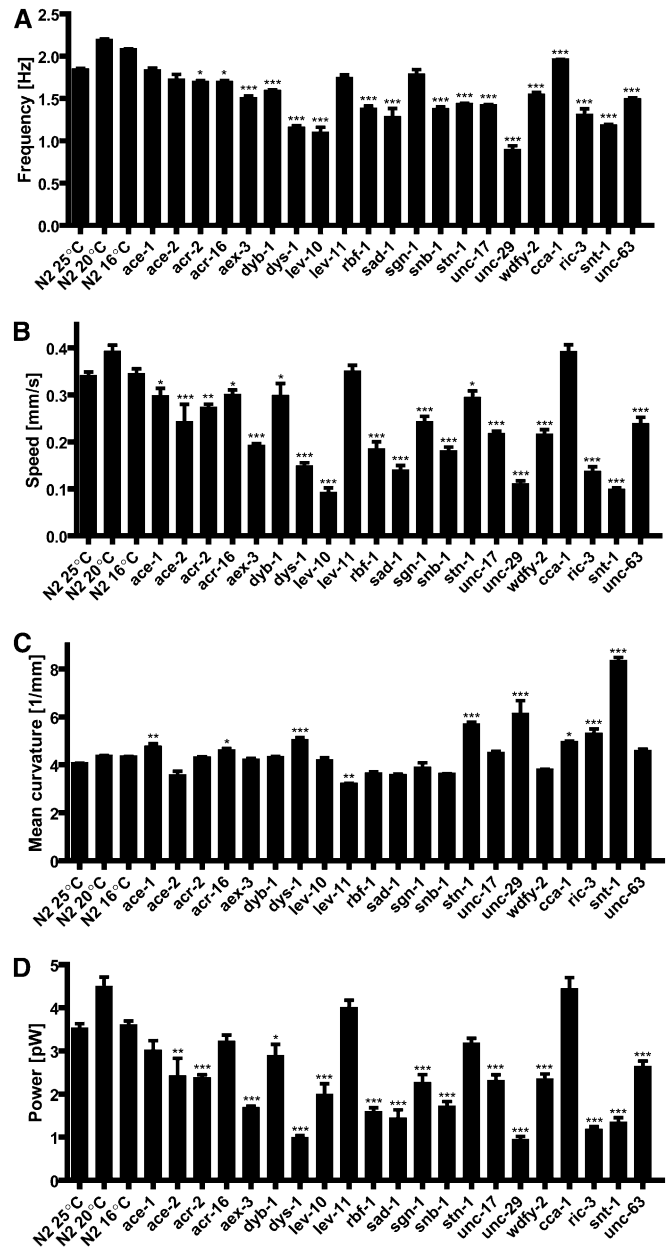 A
Frequency [Hz]
2.5
2.0
1.5
1.0
0.5
0.0
* * *** *** *** *** *** *** *** *** *** *** *** *** *** *** ***
N2 25°C N2 20°C N2 16°C ace-1 ace-2 acr-2 acr-16 aex-3 dyb-1 dys-1 lev-10 lev-11 rbf-1 sad-1 sgn-1 snb-1 stn-1 unc-17 unc-29 wdfy-2 cca-1 ric-3 snt-1 unc-63
B
Speed [mm/s]
0.4
0.3
0.2
0.1
0.0
* *** ** * *** * *** *** *** *** *** *** * *** *** *** *** *** ***
N2 25°C N2 20°C N2 16°C ace-1 ace-2 acr-2 acr-16 aex-3 dyb-1 dys-1 lev-10 lev-11 rbf-1 sad-1 sgn-1 snb-1 stn-1 unc-17 unc-29 wdfy-2 cca-1 ric-3 snt-1 unc-63
C
Mean curvature [1/mm]
8
6
4
2
0
** * *** ** *** *** * *** ***
N2 25°C N2 20°C N2 16°C ace-1 ace-2 acr-2 acr-16 aex-3 dyb-1 dys-1 lev-10 lev-11 rbf-1 sad-1 sgn-1 snb-1 stn-1 unc-17 unc-29 wdfy-2 cca-1 ric-3 snt-1 unc-63
D
Power [pW]
5
4
3
2
1
0
** *** *** * *** *** *** *** *** *** *** *** *** *** *** ***
N2 25°C N2 20°C N2 16°C ace-1 ace-2 acr-2 acr-16 aex-3 dyb-1 dys-1 lev-10 lev-11 rbf-1 sad-1 sgn-1 snb-1 stn-1 unc-17 unc-29 wdfy-2 cca-1 ric-3 snt-1 unc-63